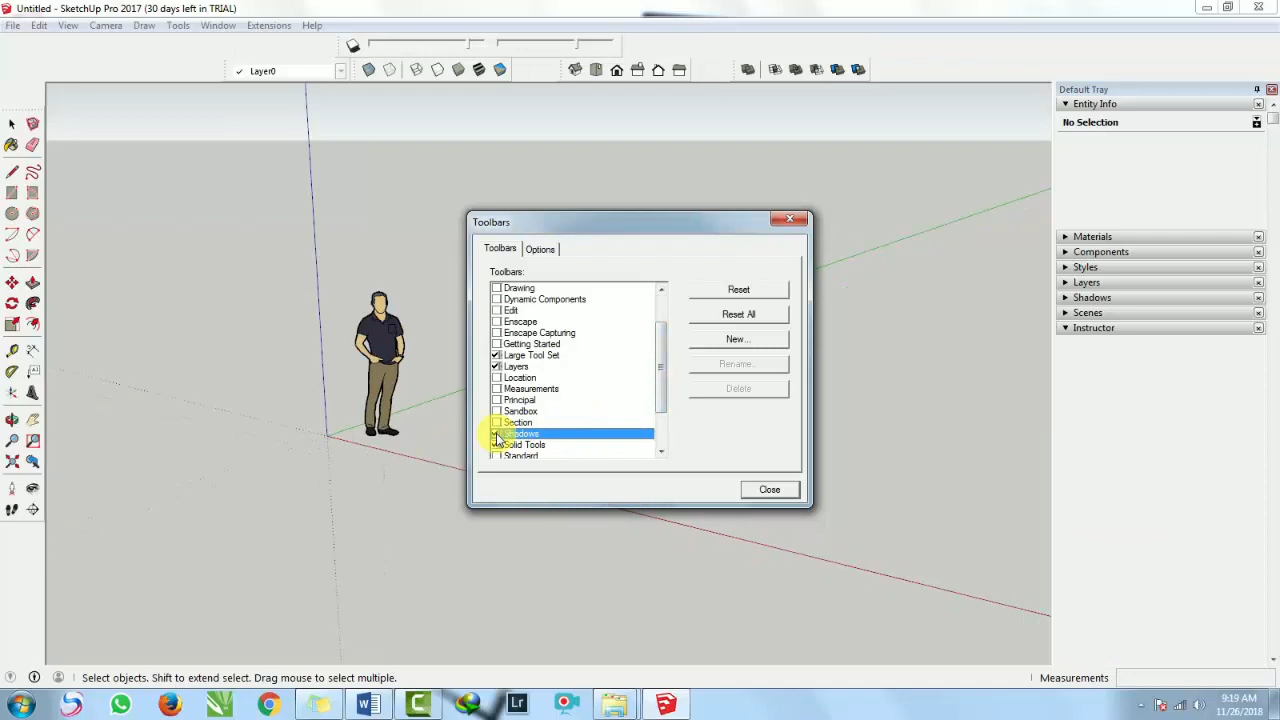 Untitled - SketchUp Pro 2017 (30 days left in TRIAL)
File Edit View Camera Draw Tools Window Extensions Help
Layer0
Default Tray
Entity Info
No Selection
Toolbars
Toolbars Options
Toolbars:
Drawing
Dynamic Components
Edit
Enscape
Enscape Capturing
Getting Started
Large Tool Set
Layers
Location
Measurements
Principal
Sandbox
Section
Shadows
Solid Tools
Standard
Reset
Reset All
New...
Rename...
Delete
Close
Materials
Components
Styles
Layers
Shadows
Scenes
Instructor
Select objects. Shift to extend select. Drag mouse to select multiple.
Measurements
W
C
Lr
9:19 AM
11/26/2018